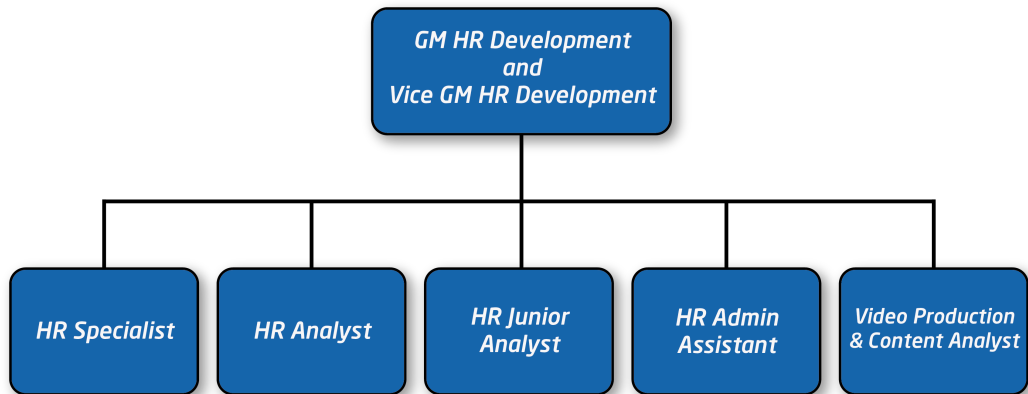 GM HR Development
and
Vice GM HR Development
HR Specialist
HR Analyst
HR Junior
Analyst
HR Admin
Assistant
Video Production
& Content Analyst